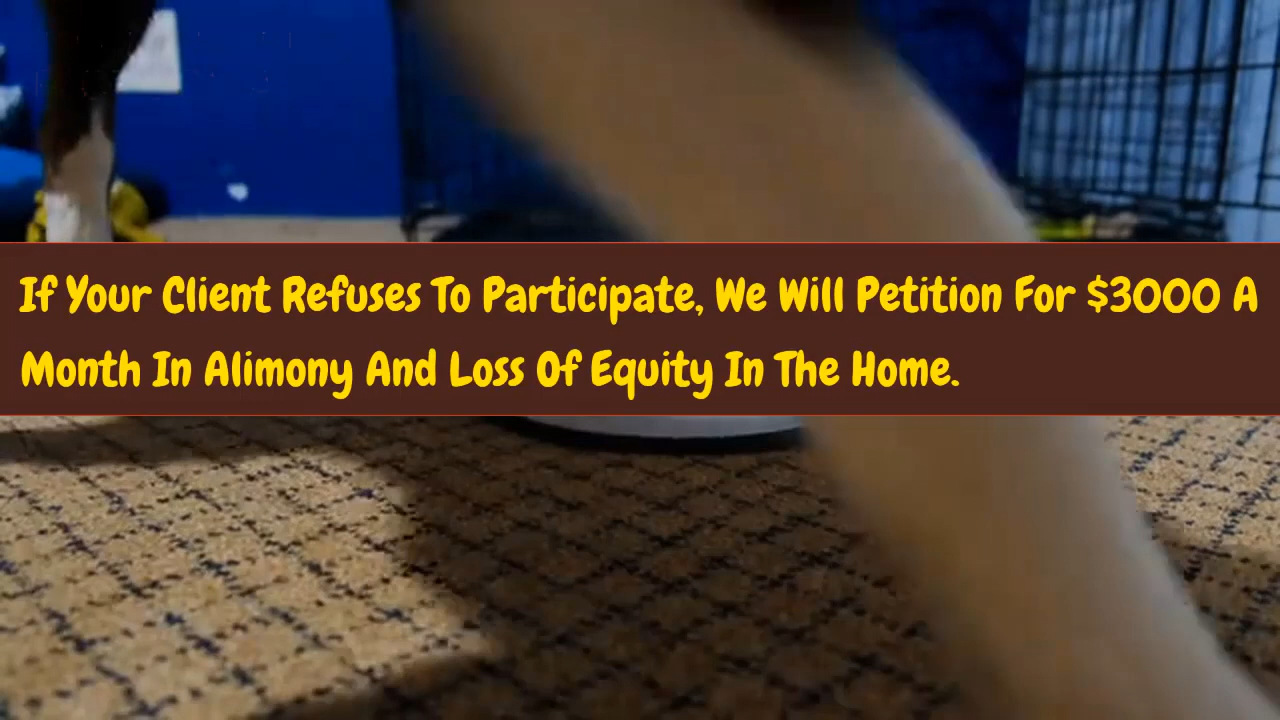 If Your Client Refuses To Participate, We Will Petition For $3000 A
Month In Alimony And Loss Of Equity In The Home.